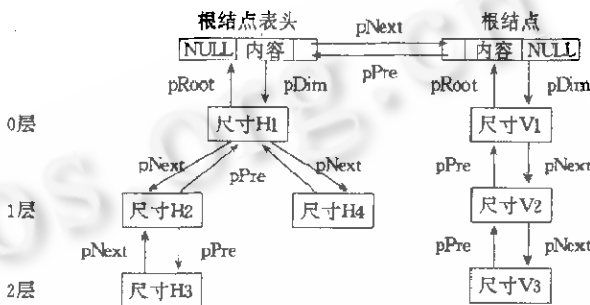 根结点表头 pNext 根结点
NULL 内容 内容 NULL
pRoot pDim pPre pRoot pDim
0层 尺寸H1 尺寸V1
pNext pPre pNext pPre pNext
1层 尺寸H2 尺寸H4 尺寸V2
pNext pPre pPre pNext
2层 尺寸H3 尺寸V3